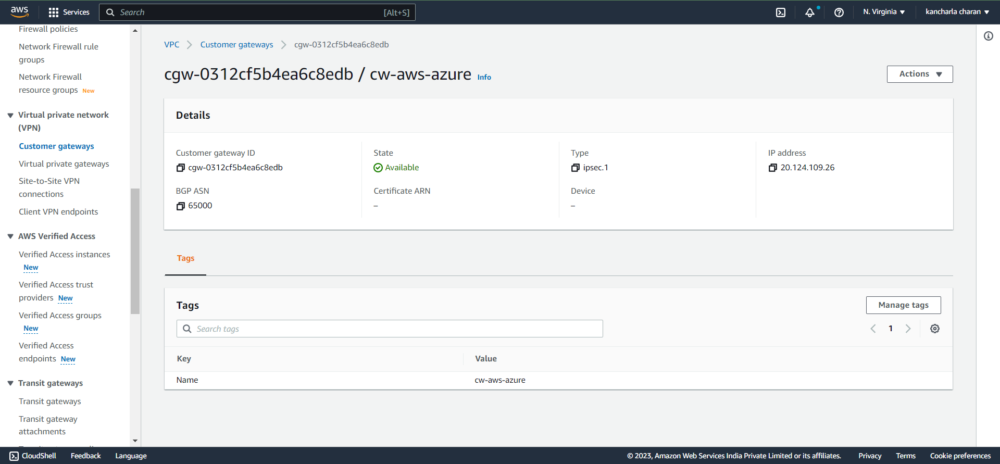 aws
Services
Search
[Alt+S]
N. Virginia
kancharla charan
Firewall policies
Network Firewall rule
groups
Network Firewall
resource groups New
Virtual private network
(VPN)
Customer gateways
Virtual private gateways
Site-to-Site VPN
connections
Client VPN endpoints
AWS Verified Access
Verified Access instances
New
Verified Access trust
providers New
Verified Access groups
New
Verified Access
endpoints New
Transit gateways
Transit gateways
Transit gateway
attachments
VPC
Customer gateways
cgw-0312cf5b4ea6c8edb
cgw-0312cf5b4ea6c8edb / cw-aws-azure Info
Actions
Details
Customer gateway ID
cgw-0312cf5b4ea6c8edb
State
Available
Type
ipsec.1
IP address
20.124.109.26
BGP ASN
65000
Certificate ARN
–
Device
–
Tags
Tags
Manage tags
Search tags
1
Key
Value
Name
cw-aws-azure
CloudShell
Feedback
Language
© 2023, Amazon Web Services India Private Limited or its affiliates.
Privacy
Terms
Cookie preferences